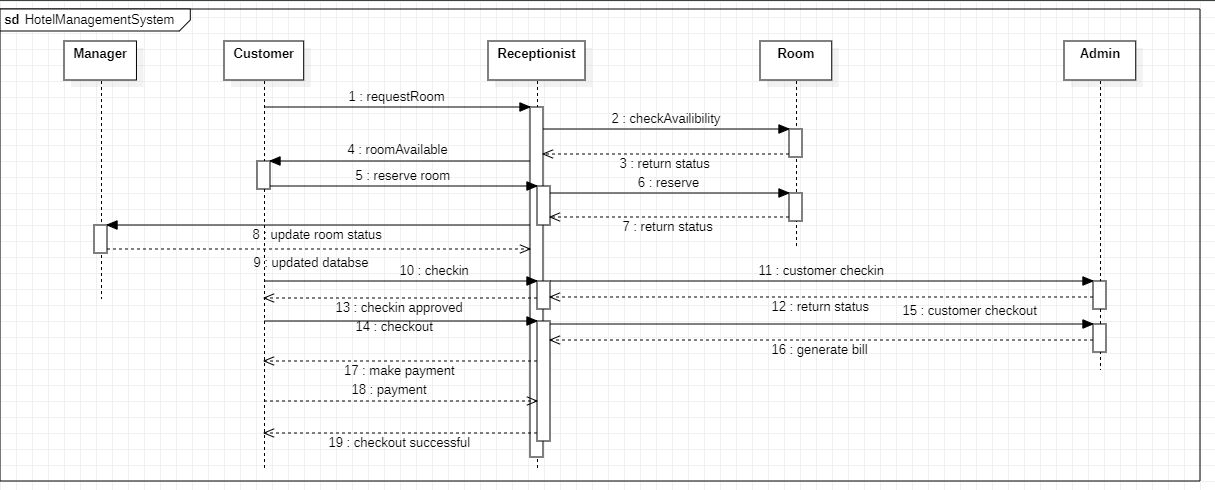 sd HotelManagementSystem
Manager
Customer
Receptionist
Room
Admin
1 : requestRoom
2 : checkAvailibility
4 : roomAvailable
3 : return status
5 : reserve room
6 : reserve
8 : update room status
7 : return status
9 : updated databse
10 : checkin
11 : customer checkin
13 : checkin approved
12 : return status
15 : customer checkout
14 : checkout
16 : generate bill
17 : make payment
18 : payment
19 : checkout successful